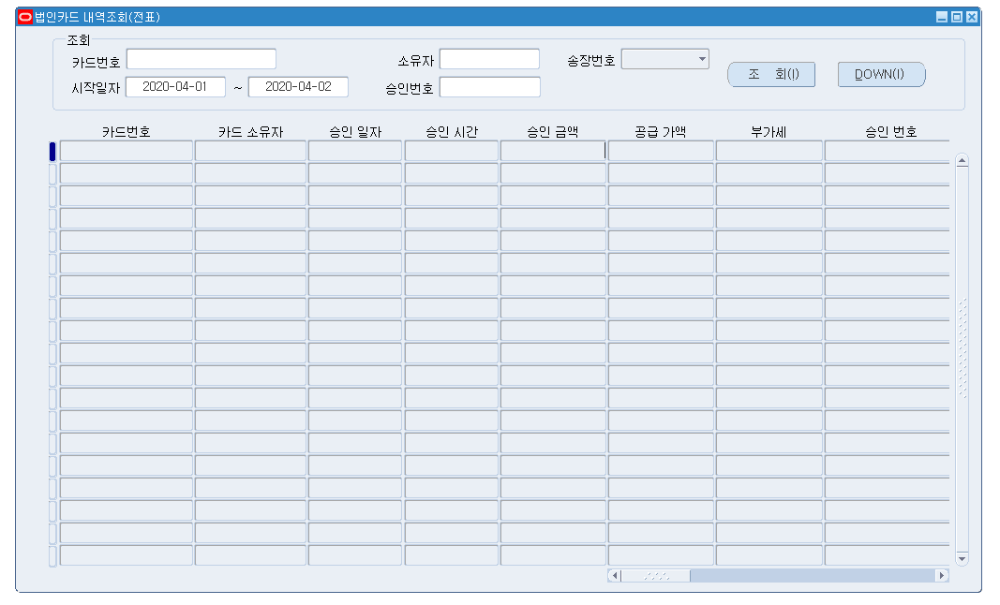 법인카드 내역조회(전표)
조회
카드번호 소유자 송장번호
조 회(I) DOWN(I)
시작일자 2020-04-01 ~ 2020-04-02 승인번호
카드번호 카드 소유자 승인 일자 승인 시간 승인 금액 공급 가액 부가세 승인 번호